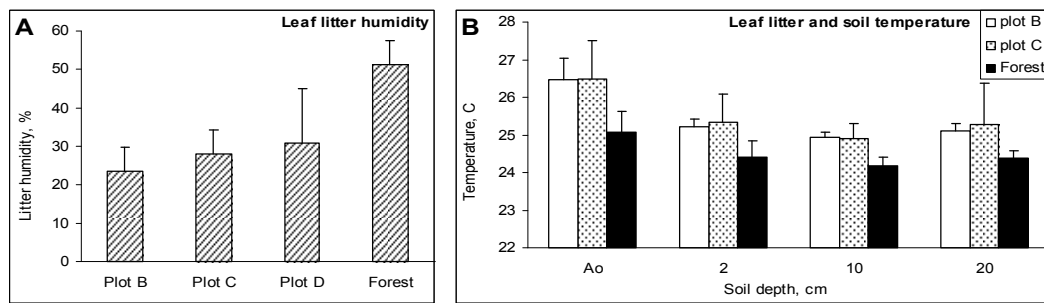 A
Leaf litter humidity
60
50
40
30
20
10
0
Litter humidity, %
Plot B Plot C Plot D Forest
B
Leaf litter and soil temperature
plot B
plot C
Forest
28
27
26
25
24
23
22
Temperature, C
Ao 2 10 20
Soil depth, cm